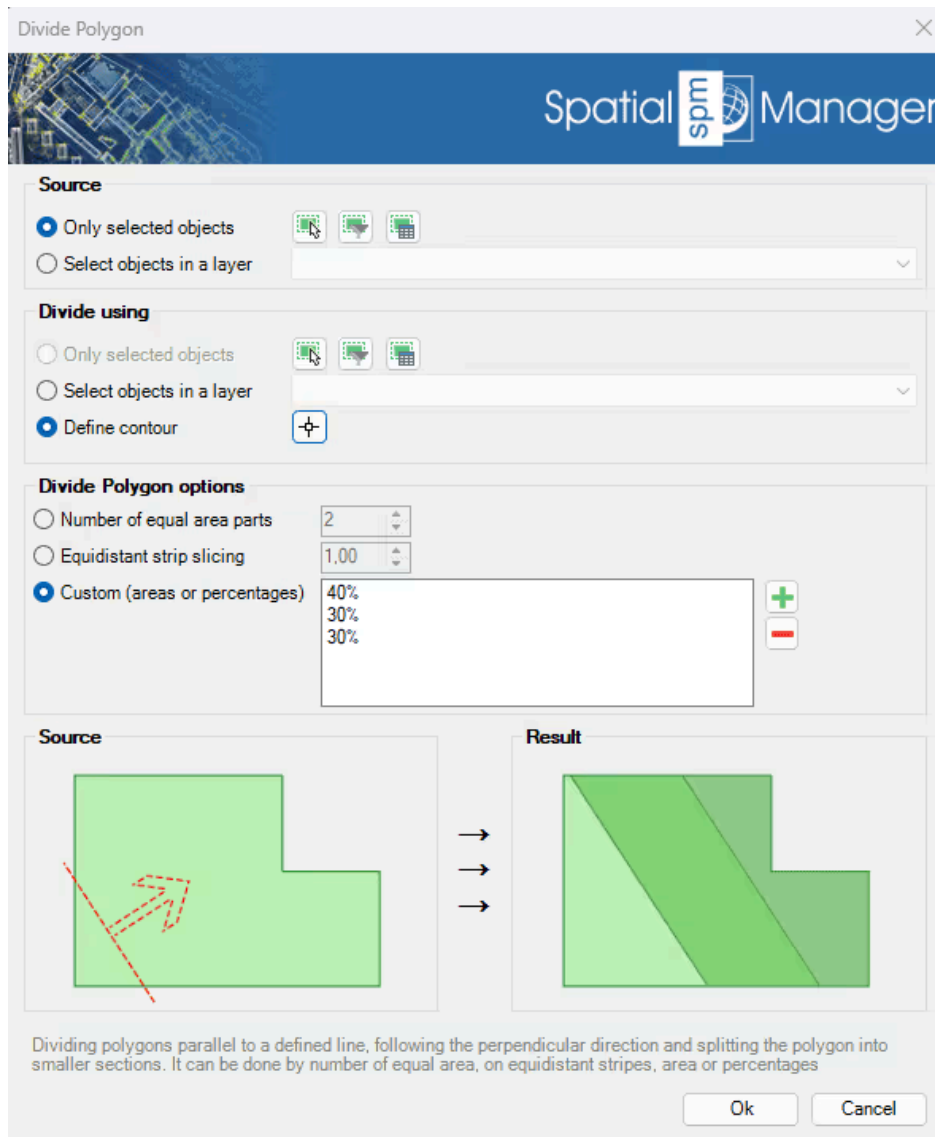 Divide Polygon
Spatial spm Manager
Source
Only selected objects
Select objects in a layer
Divide using
Only selected objects
Select objects in a layer
Define contour
Divide Polygon options
Number of equal area parts 2
Equidistant strip slicing 1,00
Custom (areas or percentages) 40%
30%
30%
Source Result
Dividing polygons parallel to a defined line, following the perpendicular direction and splitting the polygon into
smaller sections. It can be done by number of equal area, on equidistant stripes, area or percentages
Ok Cancel